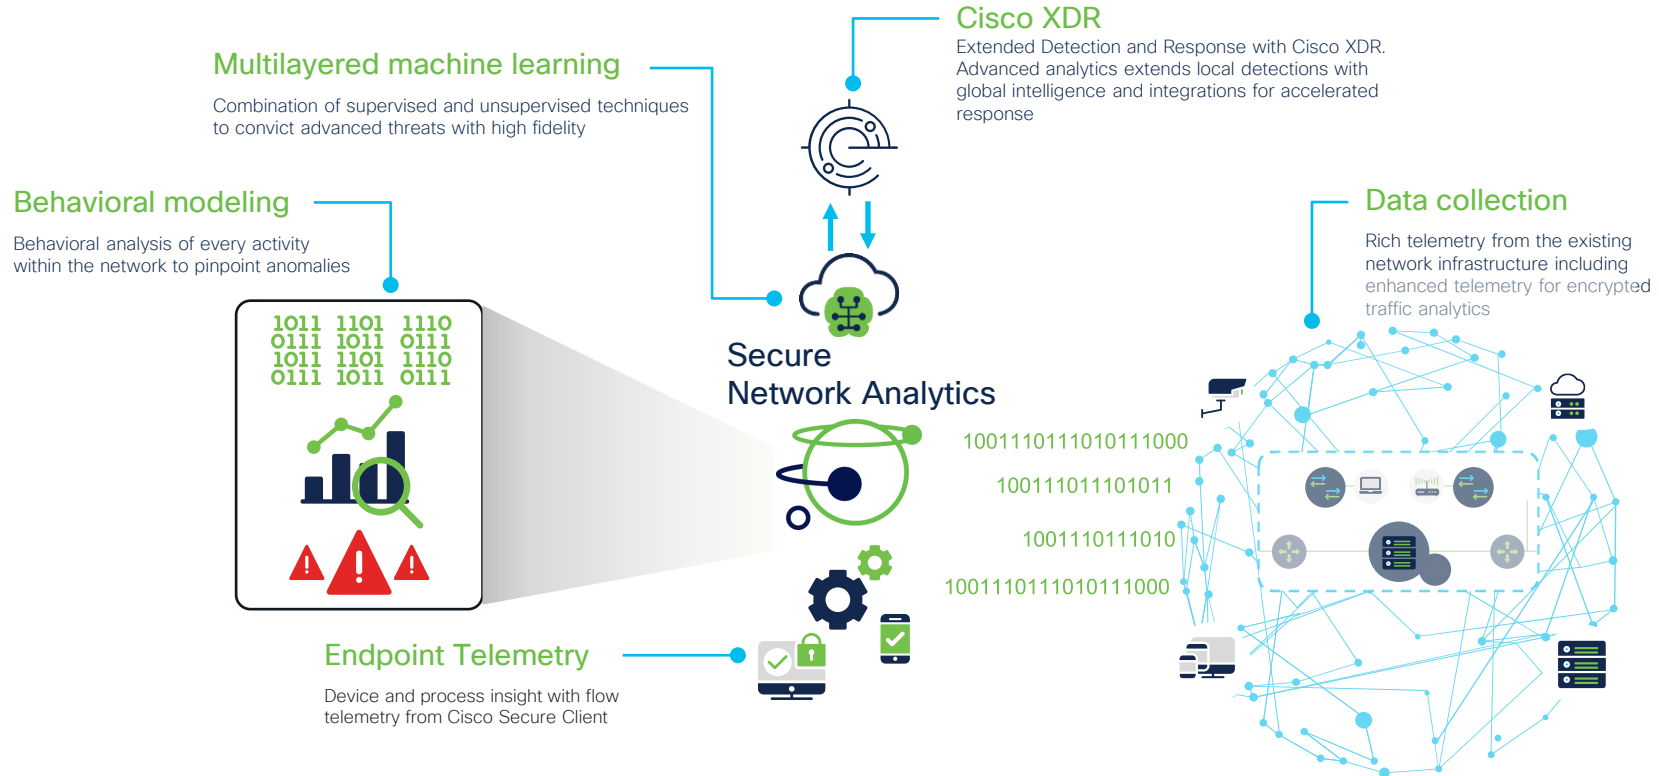 Cisco XDR
Extended Detection and Response with Cisco XDR.
Advanced analytics extends local detections with
global intelligence and integrations for accelerated
response
Multilayered machine learning
Combination of supervised and unsupervised techniques
to convict advanced threats with high fidelity
Behavioral modeling
Behavioral analysis of every activity
within the network to pinpoint anomalies
Data collection
Rich telemetry from the existing
network infrastructure including
enhanced telemetry for encrypted
traffic analytics
1011 1101 1110
0111 1011 0111
1011 1101 1110
0111 1011 0111
Secure
Network Analytics
1001110111010111000
100111011101011
1001110111010
1001110111010111000
Endpoint Telemetry
Device and process insight with flow
telemetry from Cisco Secure Client